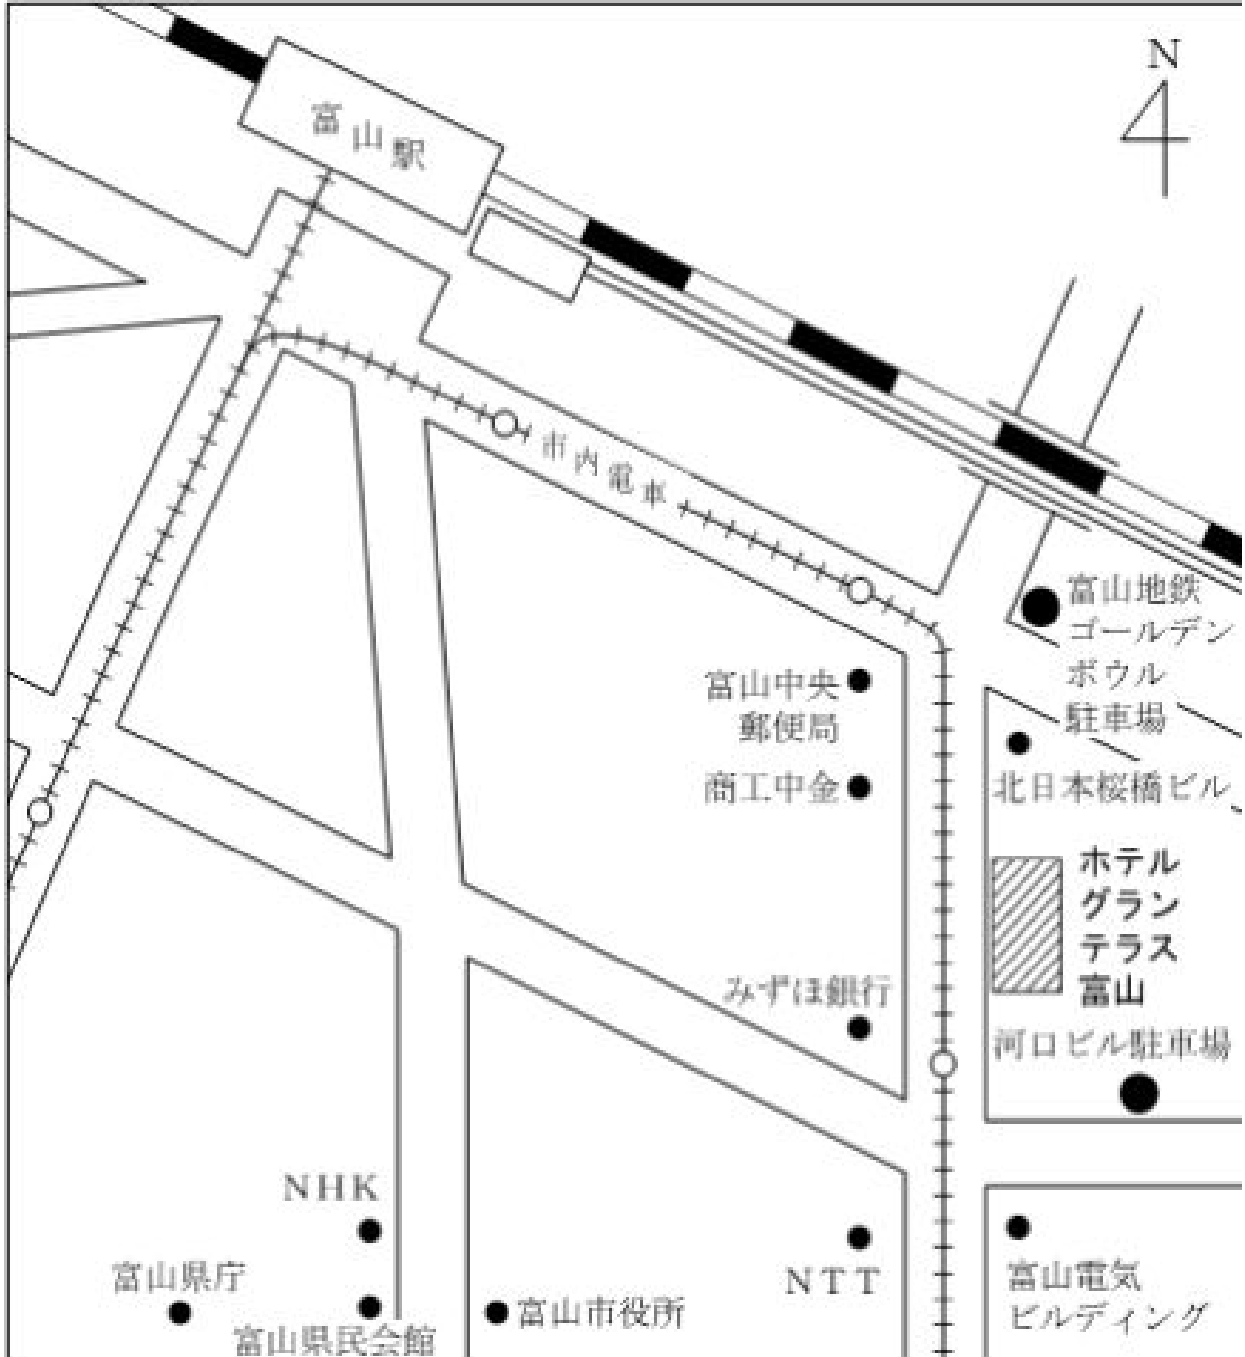 N
富山駅
市内電車
富山地鉄
ゴールデン
ボウル
駐車場
富山中央
郵便局
商工中金
北日本桜橋ビル
ホテル
グラン
テラス
富山
みずほ銀行
河口ビル駐車場
NHK
富山県庁
富山県民会館
富山市役所
NTT
富山電気
ビルディング